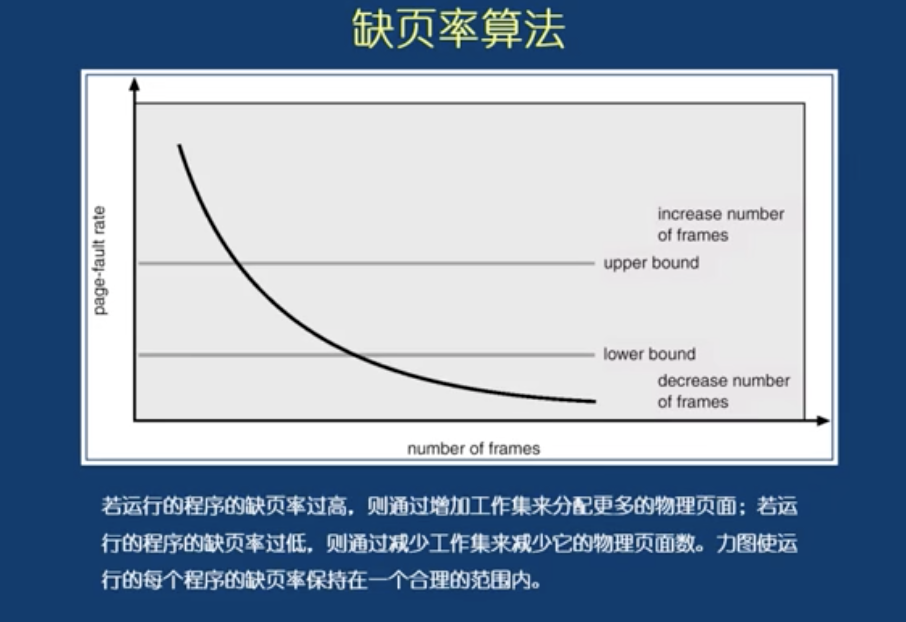 缺页率算法
page-fault rate
increase number
of frames
upper bound
lower bound
decrease number
of frames
number of frames
若运行的程序的缺页率过高，则通过增加工作集来分配更多的物理页面；若运
行的程序的缺页率过低，则通过减少工作集来减少它的物理页面数。力图使运
行的每个程序的缺页率保持在一个合理的范围内。